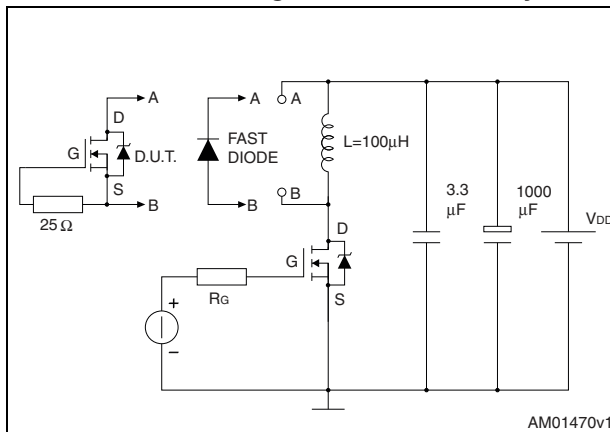 A
A
A
D
FAST
DIODE
L=100µH
G
D.U.T.
S
B
B
B
3.3
µF
1000
µF
VDD
25 Ω
D
G
RG
S
+
–
AM01470v1